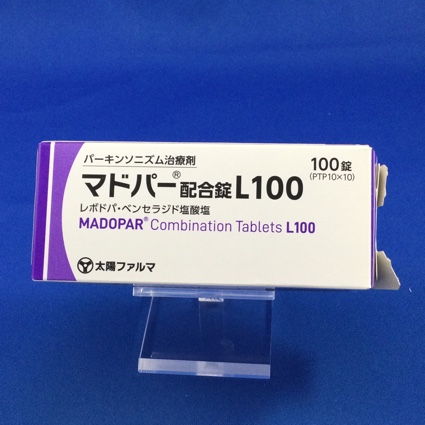 パーキンソニズム治療剤
マドパー®配合錠L100
レボドパ・ベンセラジド塩酸塩
MADOPAR® Combination Tablets L100
太陽ファルマ
100錠
(PTP10×10)